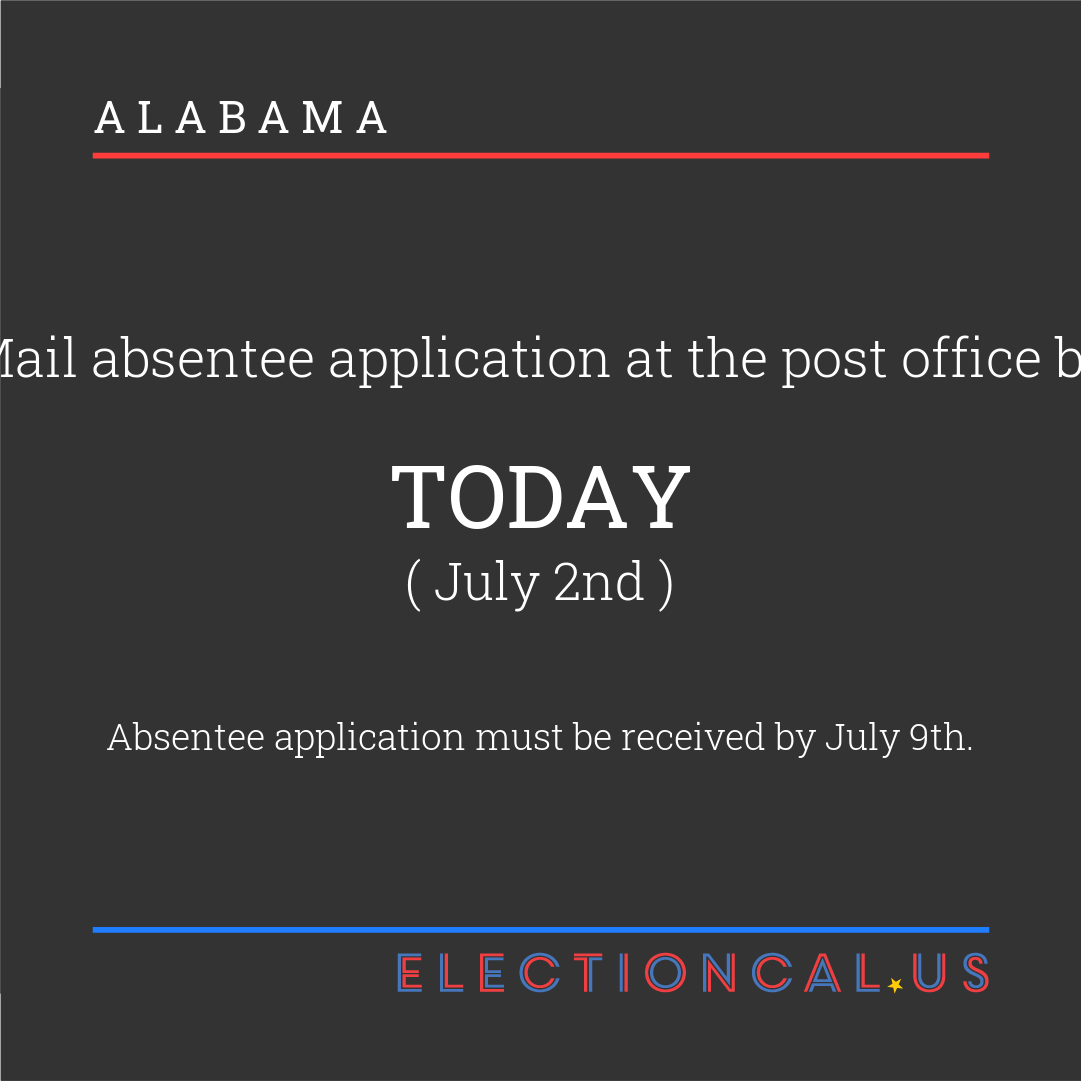 ALABAMA
Mail absentee application at the post office b
TODAY
( July 2nd )
Absentee application must be received by July 9th.
ELECTIONCAL.US